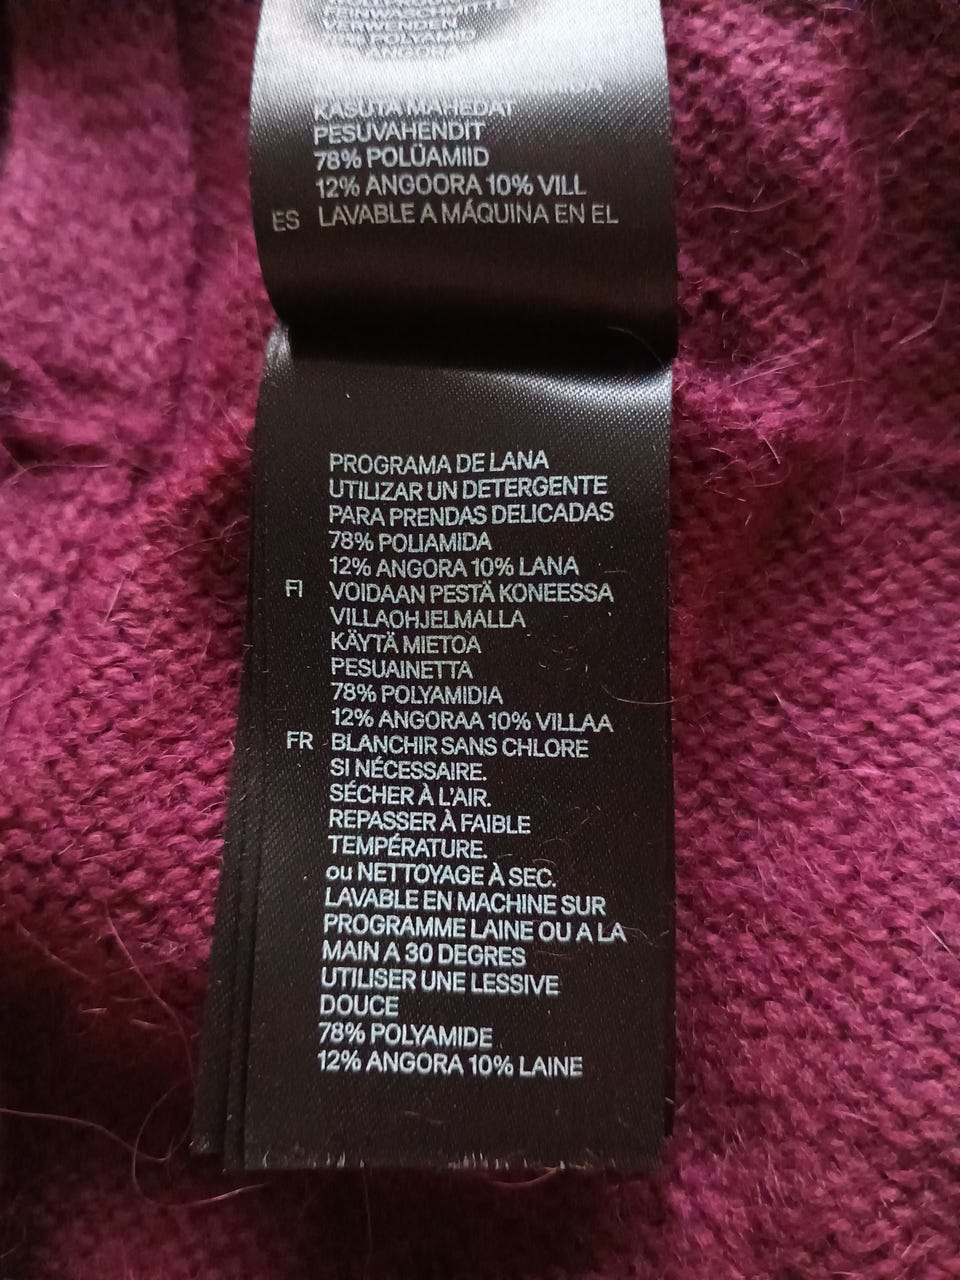 VERWENDEN
KASUTA MAHEDAT
PESUVAHENDIT
78% POLÜAMIID
12% ANGOORA 10% VILL
ES LAVABLE A MÁQUINA EN EL
PROGRAMA DE LANA
UTILIZAR UN DETERGENTE
PARA PRENDAS DELICADAS
78% POLIAMIDA
12% ANGORA 10% LANA
FI VOIDAAN PESTÄ KONEESSA
VILLAOHJELMALLA
KÄYTÄ MIETOA
PESUAINETTA
78% POLYAMIDIA
12% ANGORAA 10% VILLAA
FR BLANCHIR SANS CHLORE
SI NÉCESSAIRE.
SÉCHER À L'AIR.
REPASSER À FAIBLE
TEMPÉRATURE.
ou NETTOYAGE À SEC.
LAVABLE EN MACHINE SUR
PROGRAMME LAINE OU A LA
MAIN A 30 DEGRES
UTILISER UNE LESSIVE
DOUCE
78% POLYAMIDE
12% ANGORA 10% LAINE